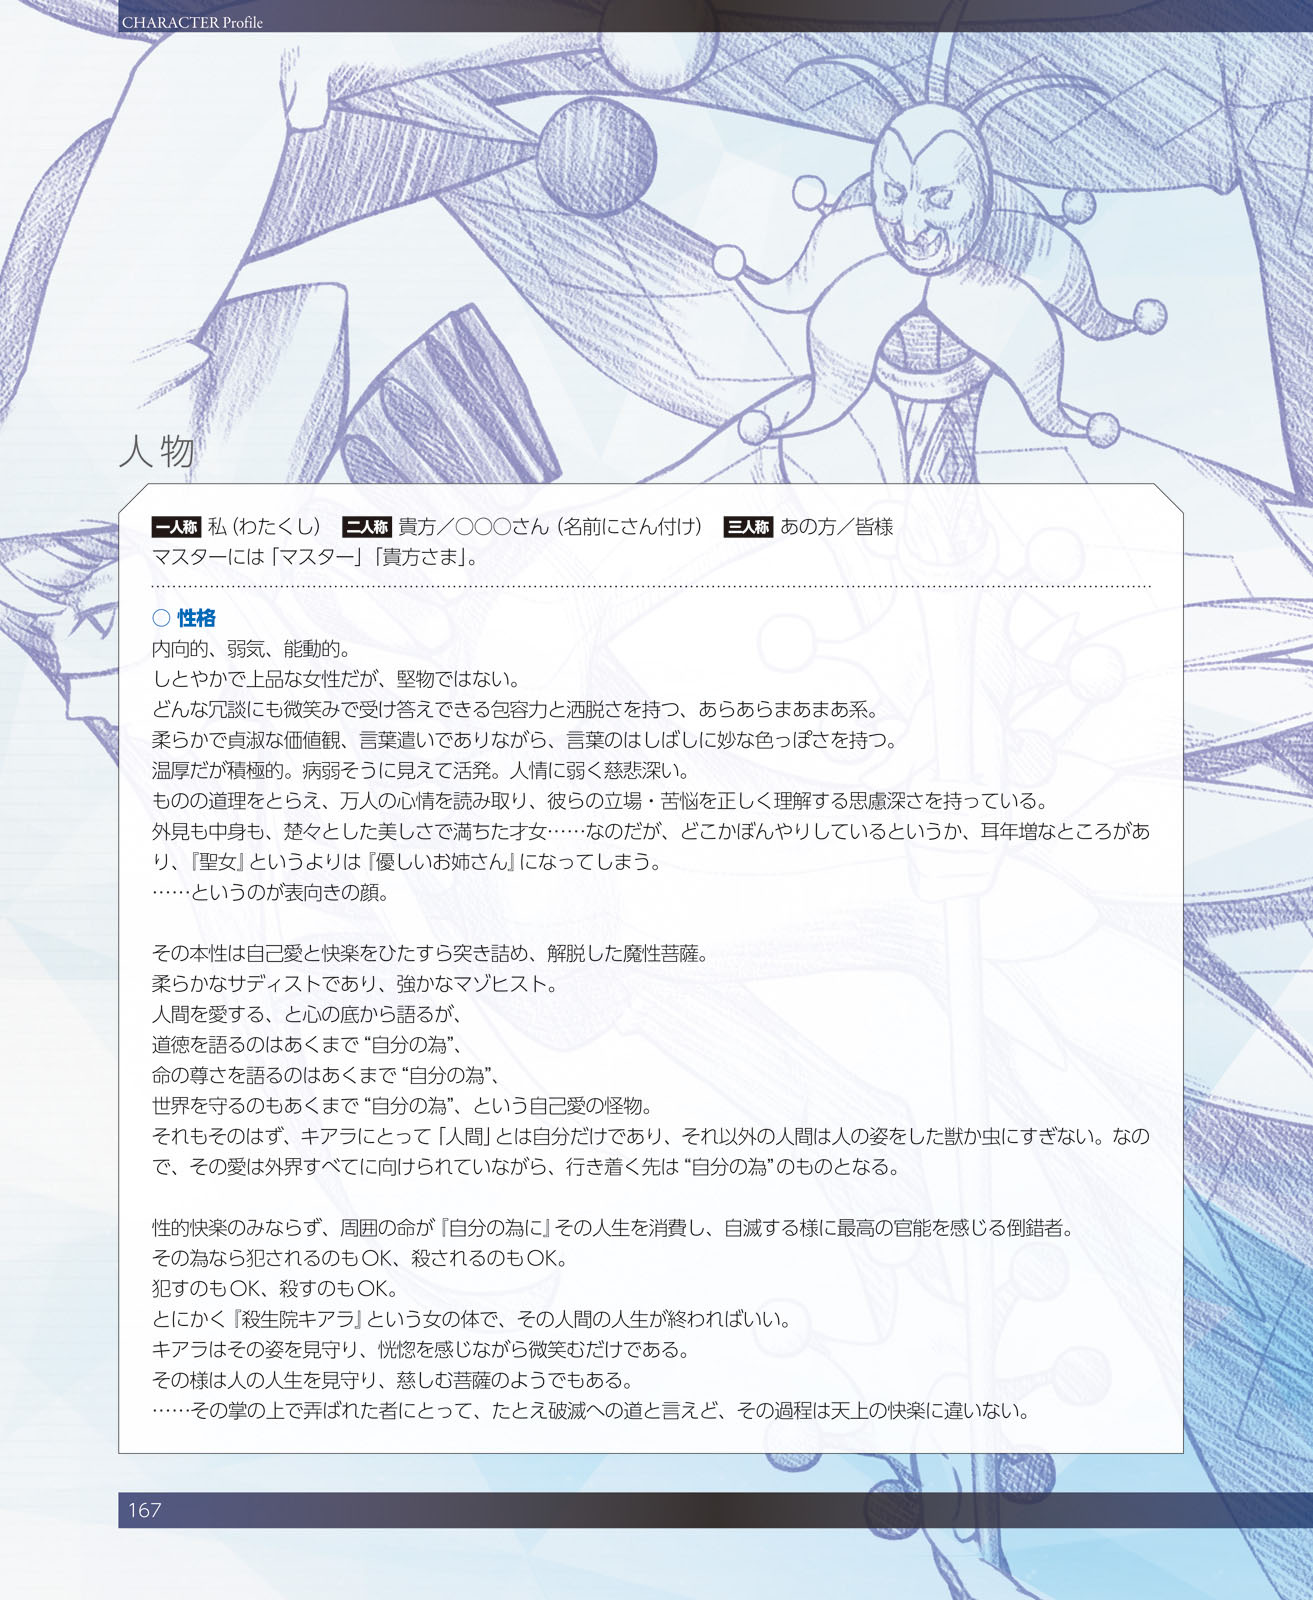 CHARACTER Profile
人物
一人称 私（わたくし） 二人称 貴方／○○○さん（名前にさん付け） 三人称 あの方／皆様
マスターには「マスター」「貴方さま」。
○ 性格
内向的、弱気、能動的。
しとやかで上品な女性だが、堅物ではない。
どんな冗談にも微笑みで受け答えできる包容力と洒脱さを持つ、あらあらまあまあ系。
柔らかで貞淑な価値観、言葉遣いでありながら、言葉のはしばしに妙な色っぽさを持つ。
温厚だが積極的。病弱そうに見えて活発。人情に弱く慈悲深い。
ものの道理をとらえ、万人の心情を読み取り、彼らの立場・苦悩を正しく理解する思慮深さを持っている。
外見も中身も、楚々とした美しさで満ちた才女……なのだが、どこかぼんやりしているというか、耳年増なところがあ
り、『聖女』というよりは『優しいお姉さん』になってしまう。
……というのが表向きの顔。
その本性は自己愛と快楽をひたすら突き詰め、解脱した魔性菩薩。
柔らかなサディストであり、強かなマゾヒスト。
人間を愛する、と心の底から語るが、
道徳を語るのはあくまで“自分の為”、
命の尊さを語るのはあくまで“自分の為”、
世界を守るのもあくまで“自分の為”、という自己愛の怪物。
それもそのはず、キアラにとって「人間」とは自分だけであり、それ以外の人間は人の姿をした獣か虫にすぎない。なの
で、その愛は外界すべてに向けられていながら、行き着く先は“自分の為”のものとなる。
性的快楽のみならず、周囲の命が『自分の為に』その人生を消費し、自滅する様に最高の官能を感じる倒錯者。
その為なら犯されるのもOK、殺されるのもOK。
犯すのもOK、殺すのもOK。
とにかく『殺生院キアラ』という女の体で、その人間の人生が終わればいい。
キアラはその姿を見守り、恍惚を感じながら微笑むだけである。
その様は人の人生を見守り、慈しむ菩薩のようでもある。
……その掌の上で弄ばれた者にとって、たとえ破滅への道と言えど、その過程は天上の快楽に違いない。
167